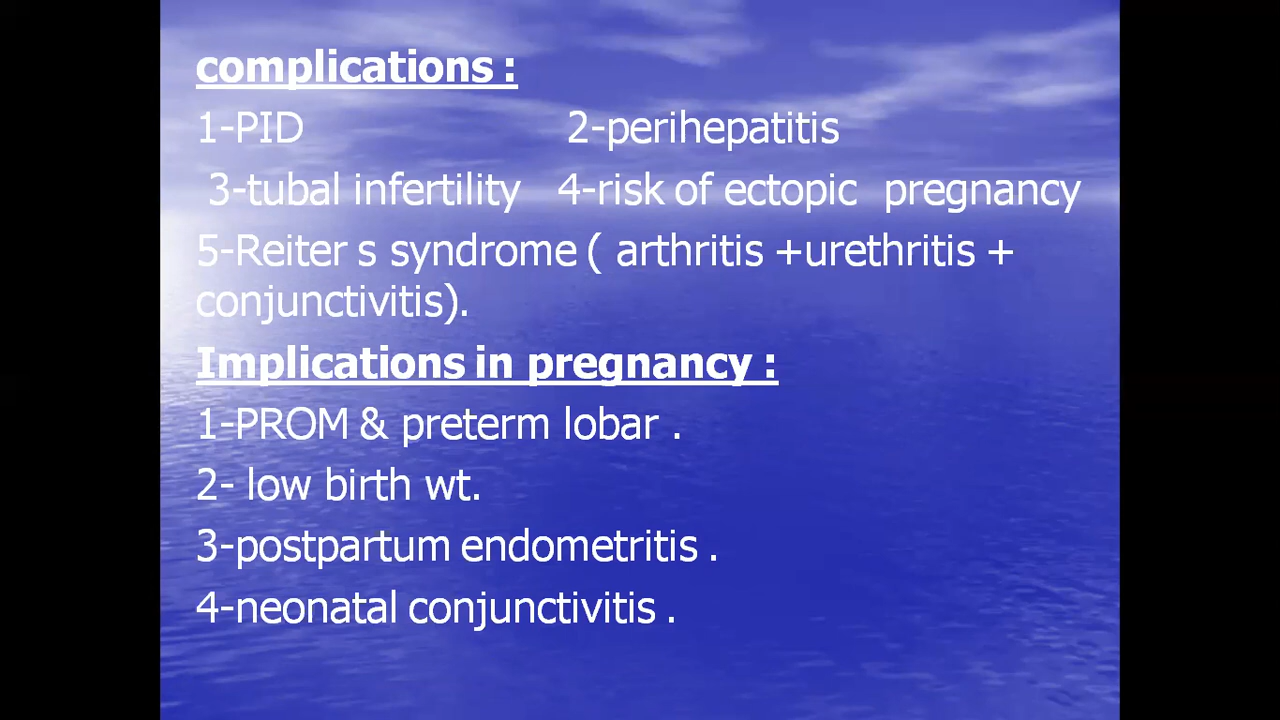 complications :
1-PID 2-perihepatitis
3-tubal infertility 4-risk of ectopic pregnancy
5-Reiter s syndrome ( arthritis +urethritis +
conjunctivitis).
Implications in pregnancy :
1-PROM & preterm lobar .
2- low birth wt.
3-postpartum endometritis .
4-neonatal conjunctivitis .